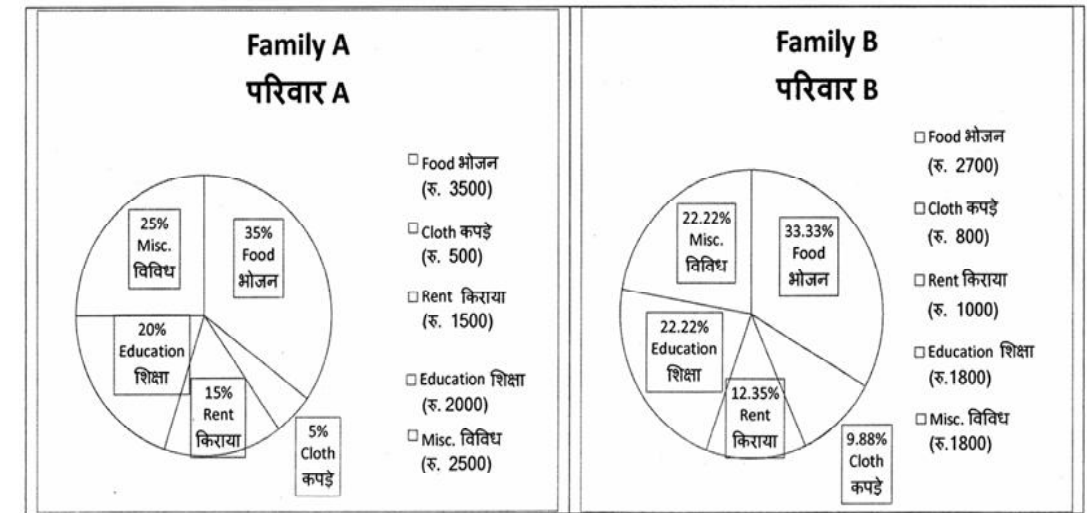 Family A
परिवार A
25%
Misc.
विविध
35%
Food
भोजन
20%
Education
शिक्षा
15%
Rent
किराया
5%
Cloth
कपड़े
Food भोजन
(रु. 3500)
Cloth कपड़े
(रु. 500)
Rent किराया
(रु. 1500)
Education शिक्षा
(रु. 2000)
Misc. विविध
(रु. 2500)
Family B
परिवार B
22.22%
Misc.
विविध
33.33%
Food
भोजन
22.22%
Education
शिक्षा
12.35%
Rent
किराया
9.88%
Cloth
कपड़े
Food भोजन
(रु. 2700)
Cloth कपड़े
(रु. 800)
Rent किराया
(रु. 1000)
Education शिक्षा
(रु.1800)
Misc. विविध
(रु.1800)